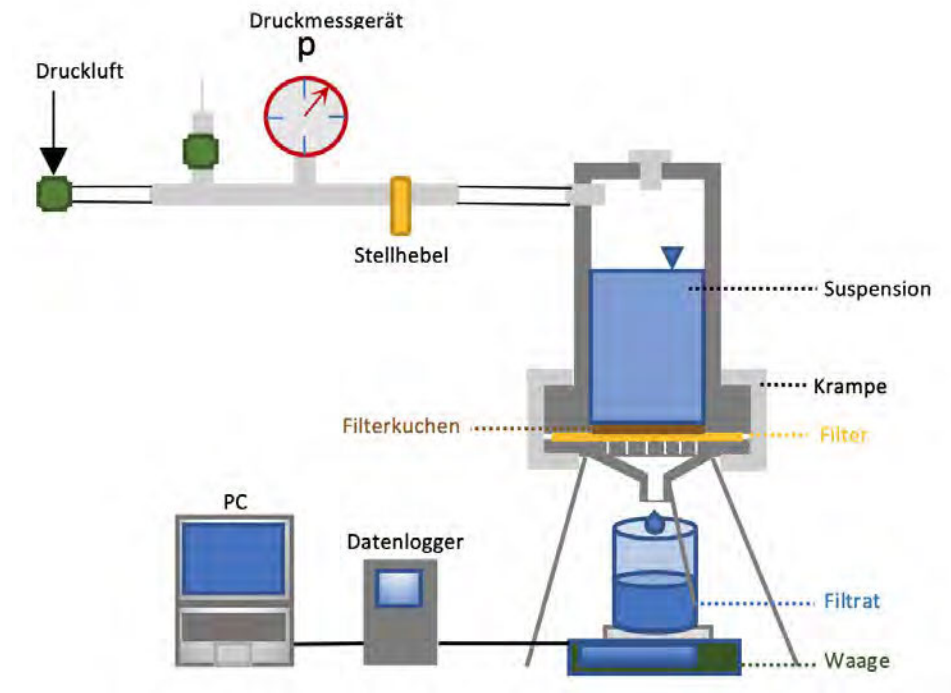 Druckmessgerät
p
Druckluft
Stellhebel
Suspension
Krampe
Filterkuchen
Filter
PC
Datenlogger
Filtrat
Waage